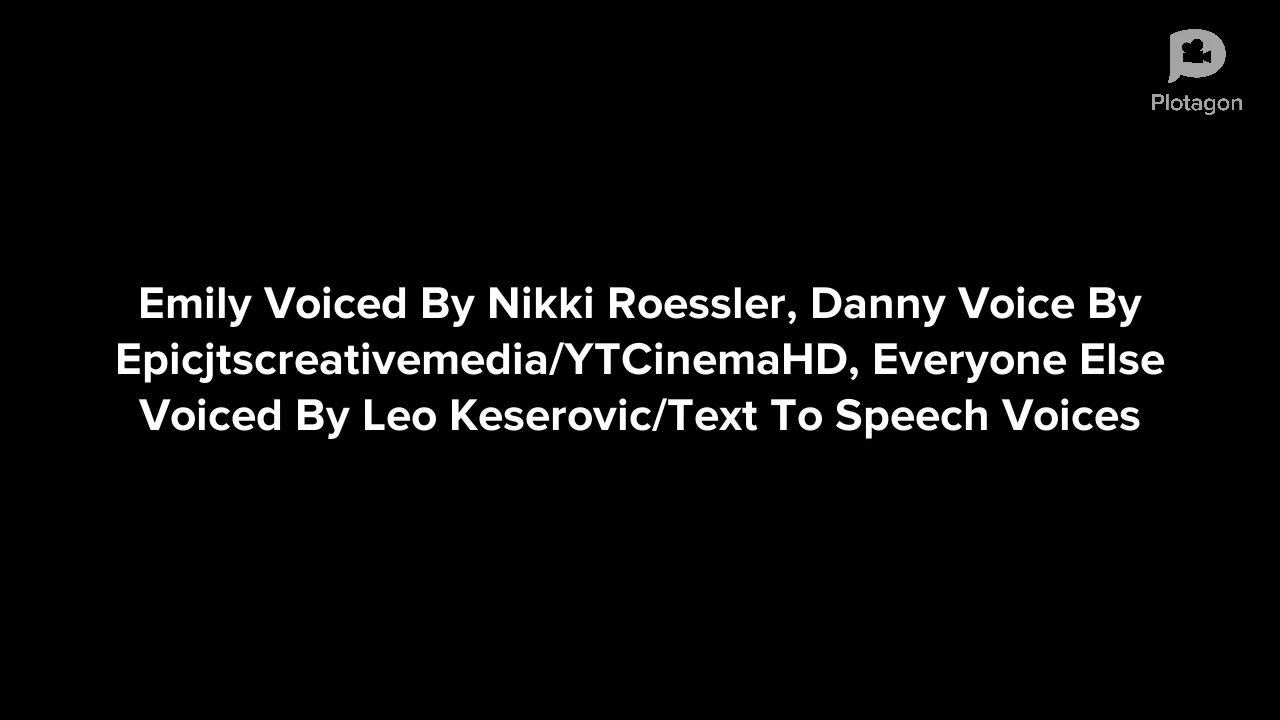 Plotagon
Emily Voiced By Nikki Roessler, Danny Voice By
Epicjtscreativemedia/YTCinemaHD, Everyone Else
Voiced By Leo Keserovic/Text To Speech Voices